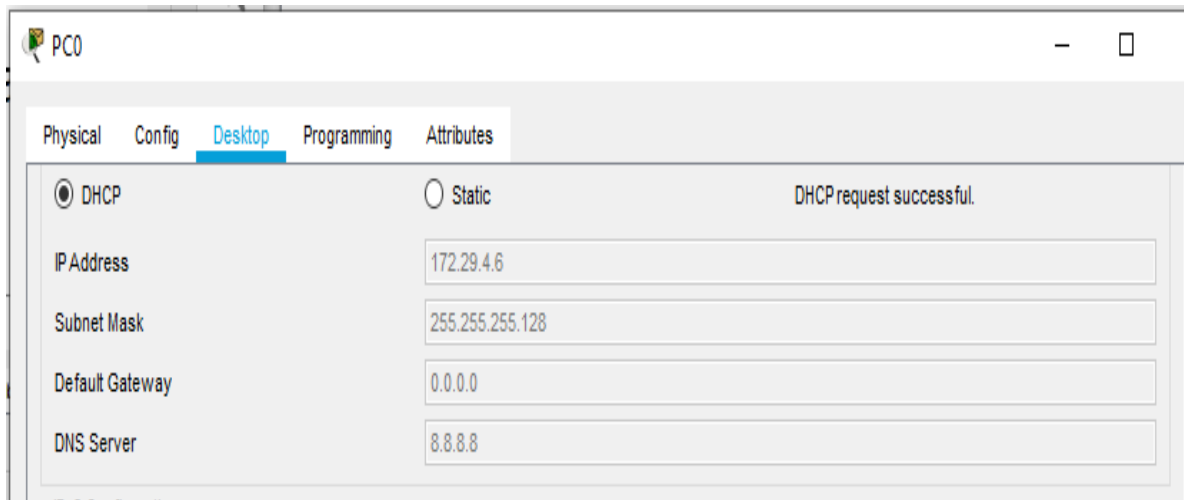 PC0
Physical Config Desktop Programming Attributes
DHCP Static DHCP request successful.
IP Address 172.29.4.6
Subnet Mask 255.255.255.128
Default Gateway 0.0.0.0
DNS Server 8.8.8.8